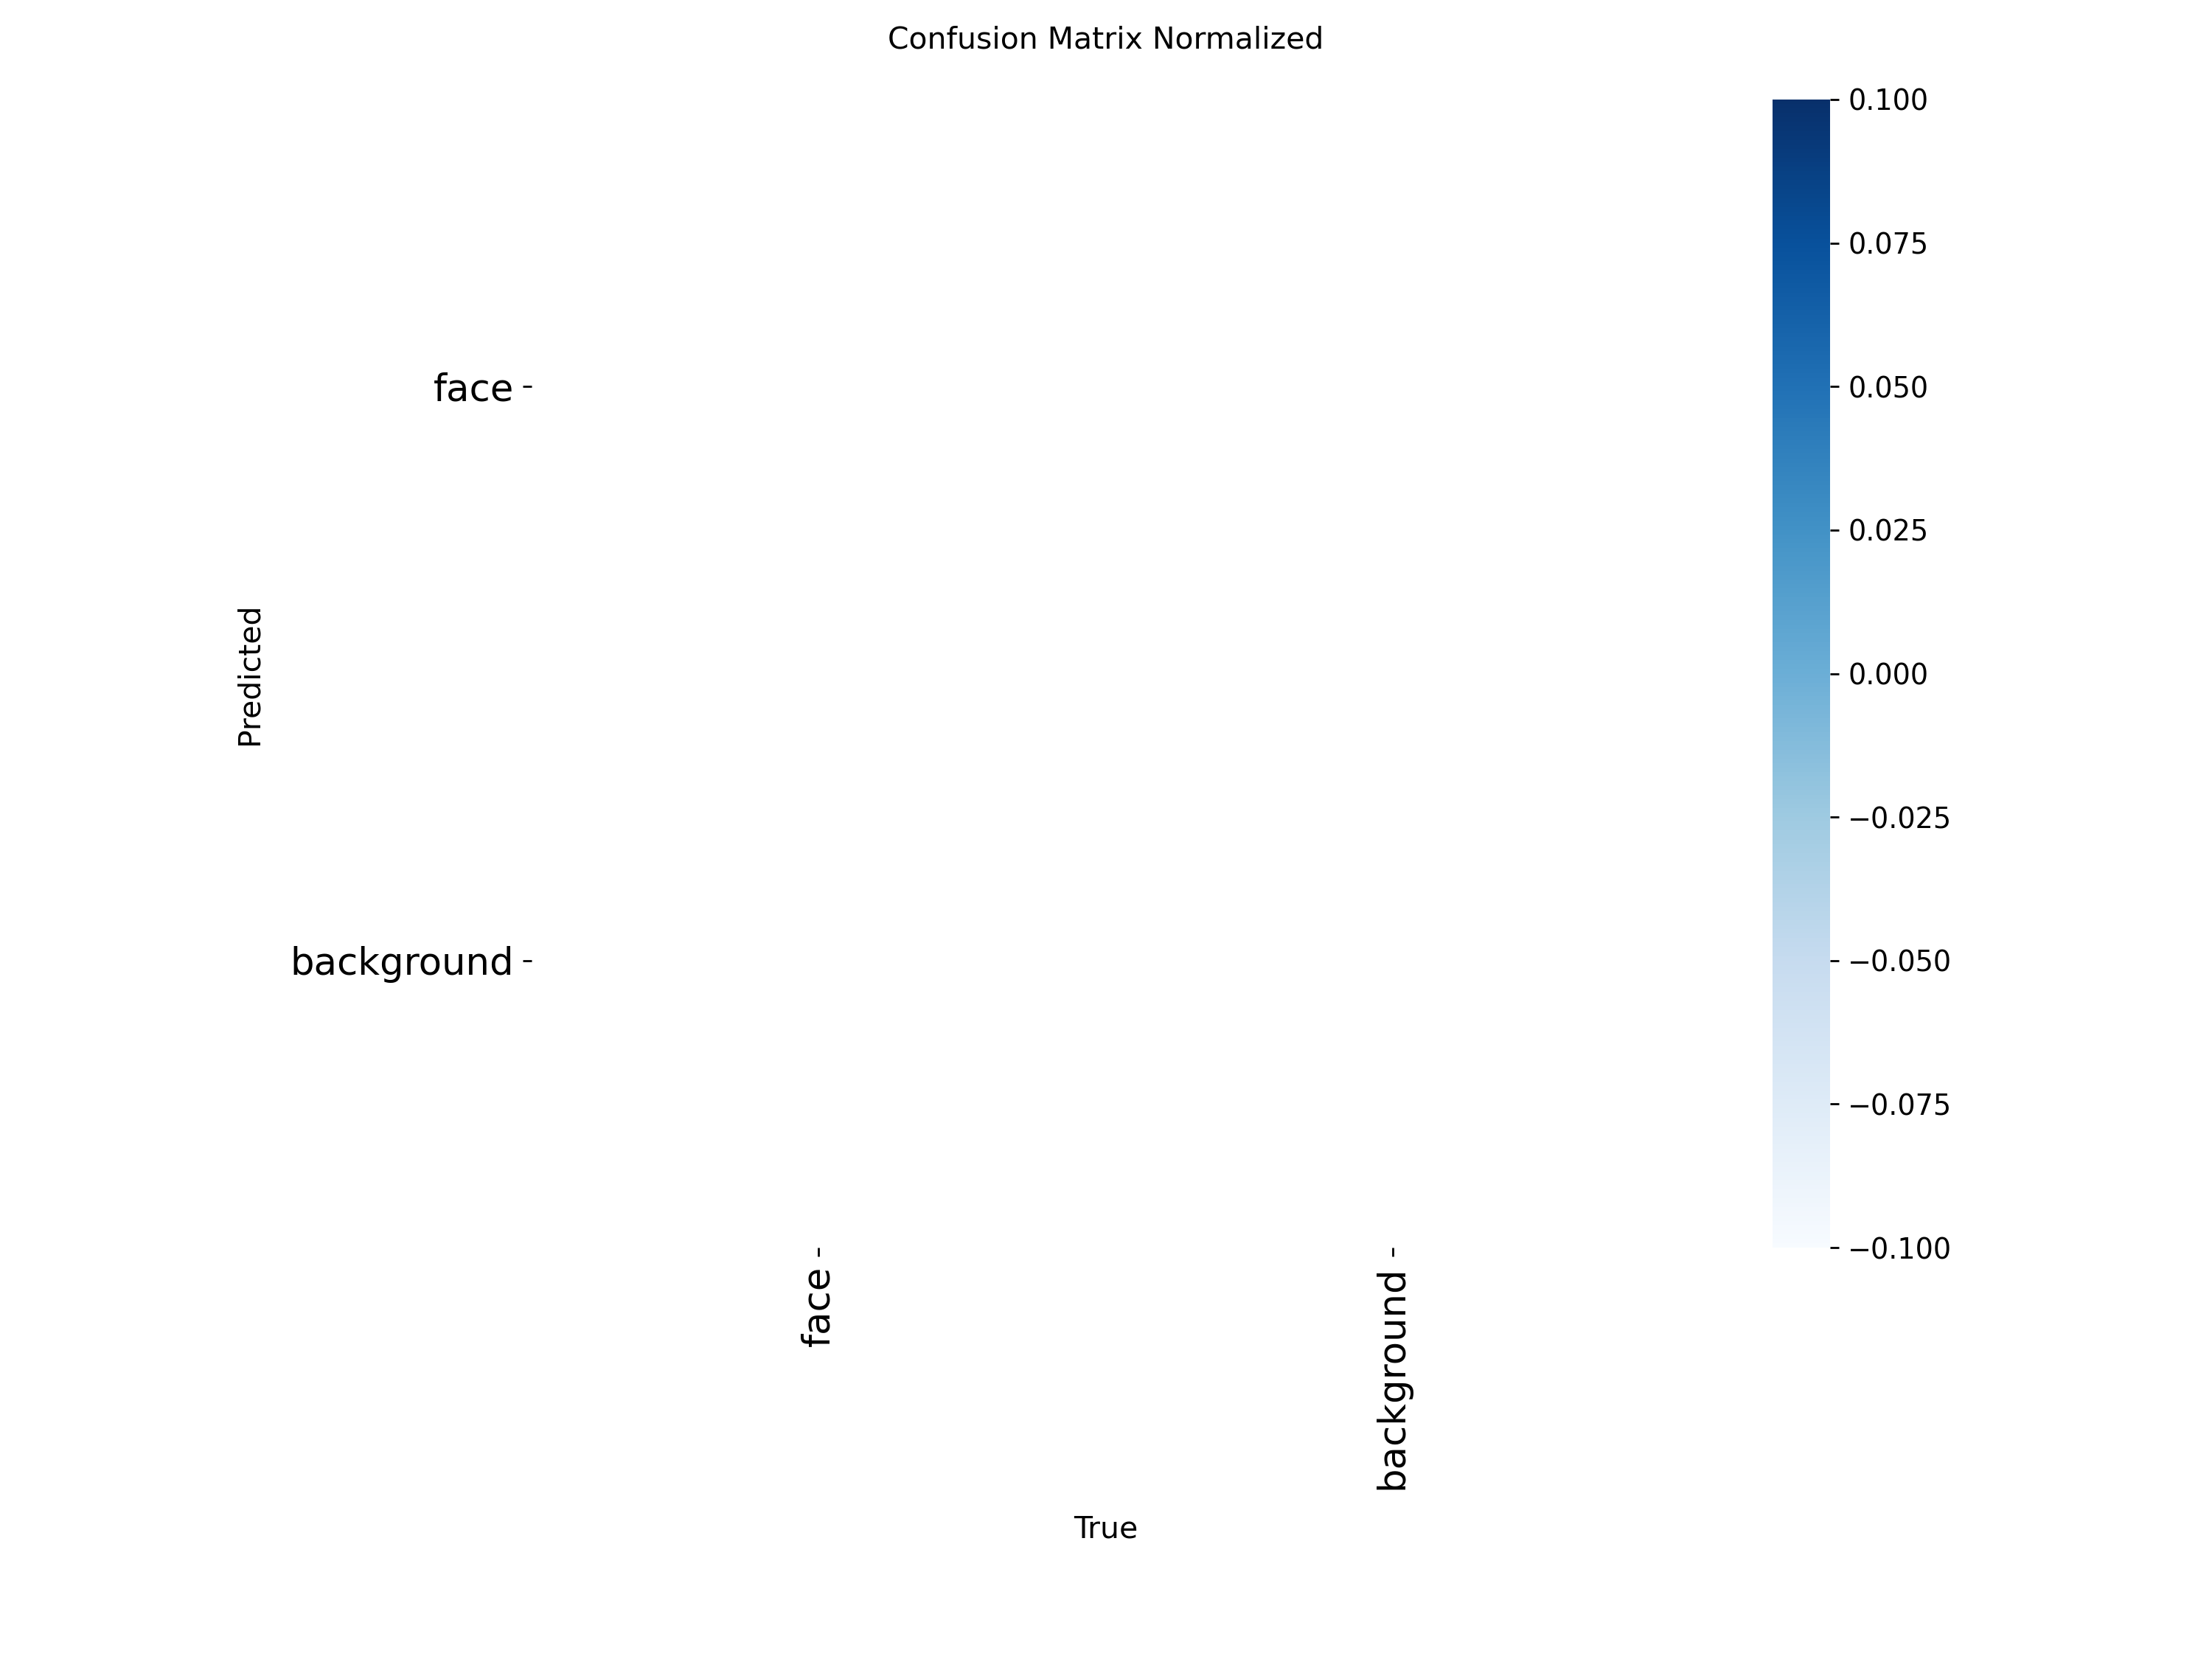 Confusion Matrix Normalized
0.100
0.075
0.050
0.025
0.000
−0.025
−0.050
−0.075
−0.100
Predicted
face
background
face
background
True